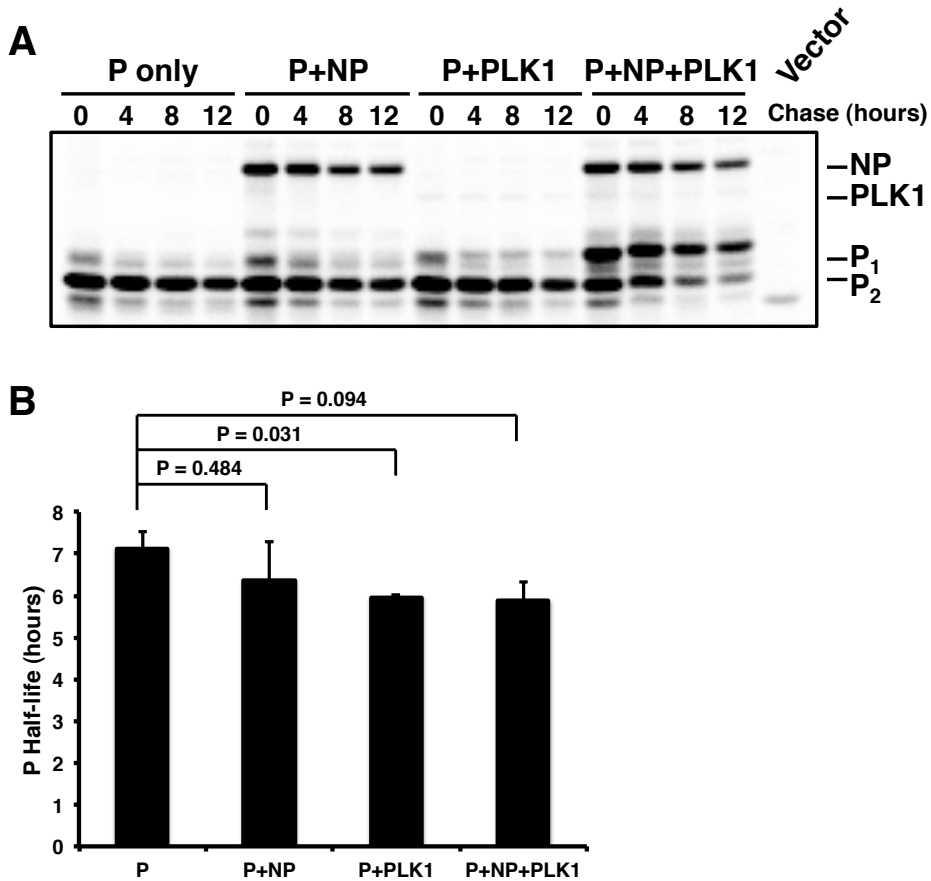 A
P only P+NP P+PLK1 P+NP+PLK1 Vector
0 4 8 12 0 4 8 12 0 4 8 12 0 4 8 12 Chase (hours)
NP
PLK1
P1
P2
B
P = 0.094
P = 0.031
P = 0.484
8
7
6
5
4
3
2
1
0
P Half-life (hours)
P P+NP P+PLK1 P+NP+PLK1